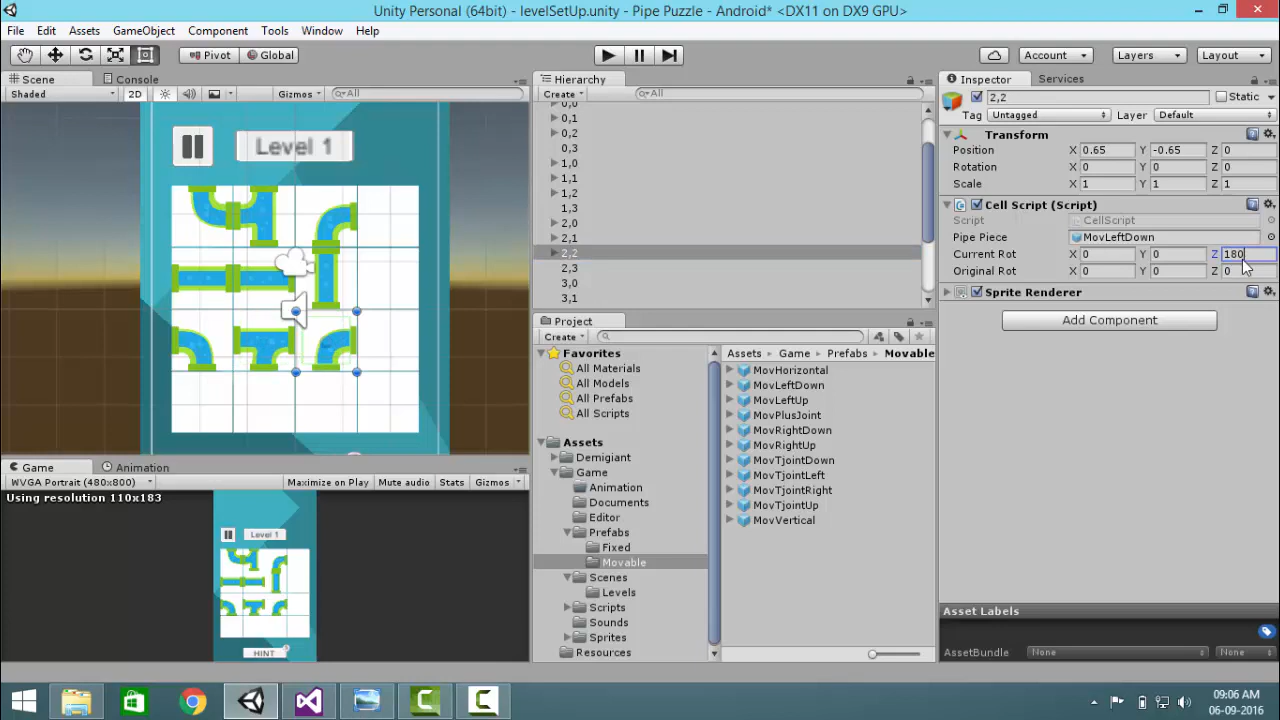 Unity Personal (64bit) - levelSetUp.unity - Pipe Puzzle - Android* <DX11 on DX9 GPU>
File Edit Assets GameObject Component Tools Window Help
Pivot Global Account Layers Layout
Scene Console
Shaded 2D Gizmos All
Level 1
Game Animation
WVGA Portrait (480x800) Maximize on Play Mute audio Stats Gizmos
Using resolution 110x183
Level 1
HINT
Hierarchy
Create All
0,0
0,1
0,2
0,3
1,0
1,1
1,2
1,3
2,0
2,1
2,2
2,3
3,0
3,1
Project
Create
Favorites
All Materials
All Models
All Prefabs
All Scripts
Assets
Demigiant
Game
Animation
Documents
Editor
Prefabs
Fixed
Movable
Scenes
Levels
Scripts
Sounds
Sprites
Resources
Assets Game Prefabs Movable
MovHorizontal
MovLeftDown
MovLeftUp
MovPlusJoint
MovRightDown
MovRightUp
MovTjointDown
MovTjointLeft
MovTjointRight
MovTjointUp
MovVertical
Inspector Services
2,2 Static
Tag Untagged Layer Default
Transform
Position X 0.65 Y -0.65 Z 0
Rotation X 0 Y 0 Z 0
Scale X 1 Y 1 Z 1
Cell Script (Script)
Script CellScript
Pipe Piece MovLeftDown
Current Rot X 0 Y 0 Z 180
Original Rot X 0 Y 0 Z 0
Sprite Renderer
Add Component
Asset Labels
AssetBundle None None
09:06 AM
06-09-2016